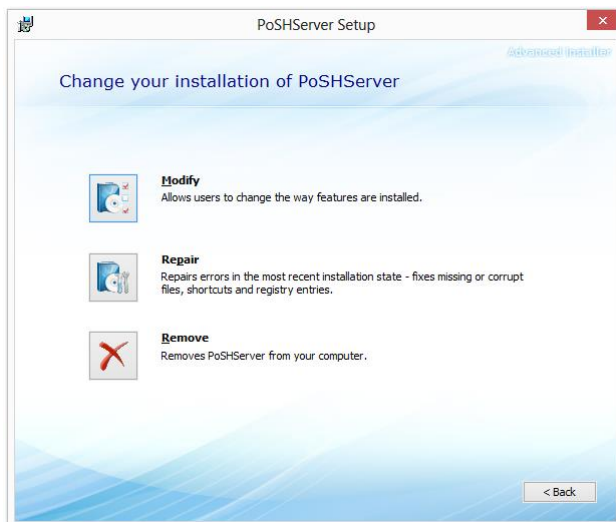 PoSHServer Setup
Advanced Installer
Change your installation of PoSHServer
Modify
Allows users to change the way features are installed.
Repair
Repairs errors in the most recent installation state - fixes missing or corrupt
files, shortcuts and registry entries.
Remove
Removes PoSHServer from your computer.
< Back